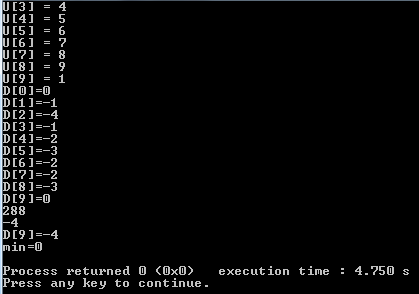 U[3] = 4
U[4] = 5
U[5] = 6
U[6] = 7
U[7] = 8
U[8] = 9
U[9] = 1
D[0]=0
D[1]=-1
D[2]=-4
D[3]=-1
D[4]=-2
D[5]=-3
D[6]=-2
D[7]=-2
D[8]=-3
D[9]=0
288
-4
D[9]=-4
min=0
Process returned 0 (0x0)   execution time : 4.750 s
Press any key to continue.